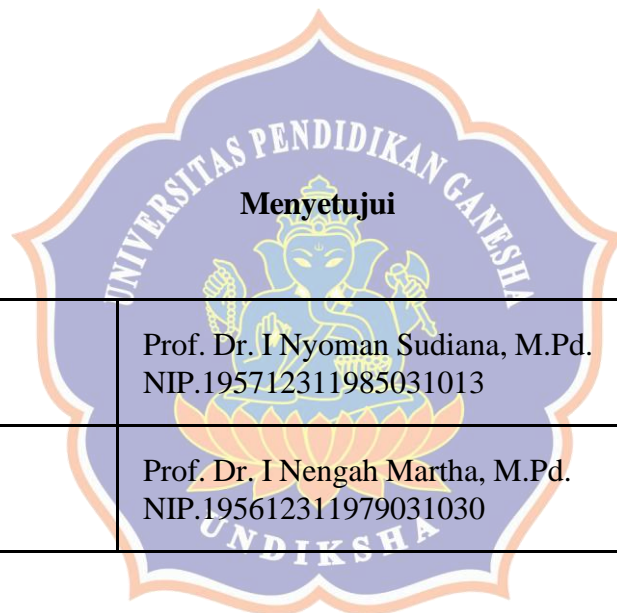 UNIVERSITAS PENDIDIKAN GANESHA
Menyetujui
Prof. Dr. I Nyoman Sudiana, M.Pd.
NIP.195712311985031013
Prof. Dr. I Nengah Martha, M.Pd.
NIP.195612311979031030
UNDIKSHA